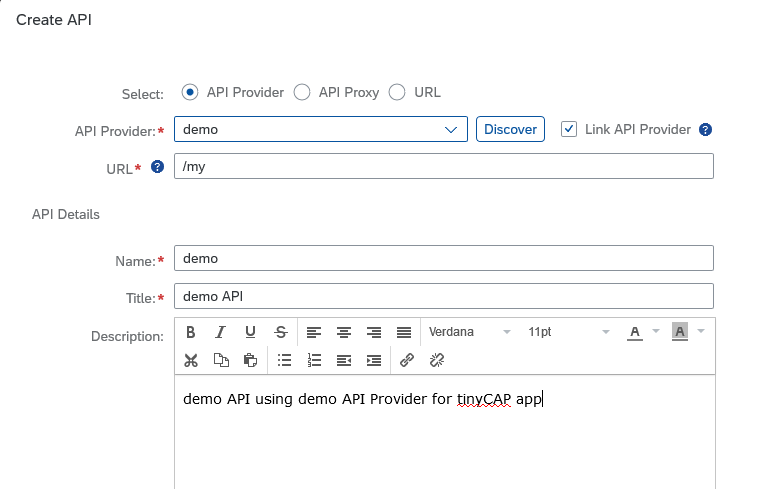 Create API
Select: API Provider API Proxy URL
API Provider:* demo Discover Link API Provider ?
URL* ? /my
API Details
Name:* demo
Title:* demo API
Description: B I U S Verdana 11pt A A
demo API using demo API Provider for tinyCAP app